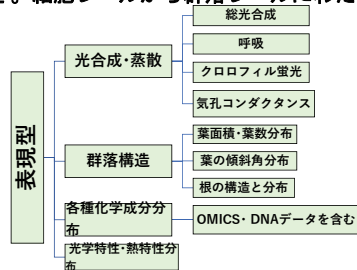 表現型
光合成・蒸散
総光合成
呼吸
クロロフィル蛍光
気孔コンダクタンス
群落構造
葉面積・葉数分布
葉の傾斜角分布
根の構造と分布
各種化学成分分
布
OMICS・DNAデータを含む
光学特性・熱特性分
布